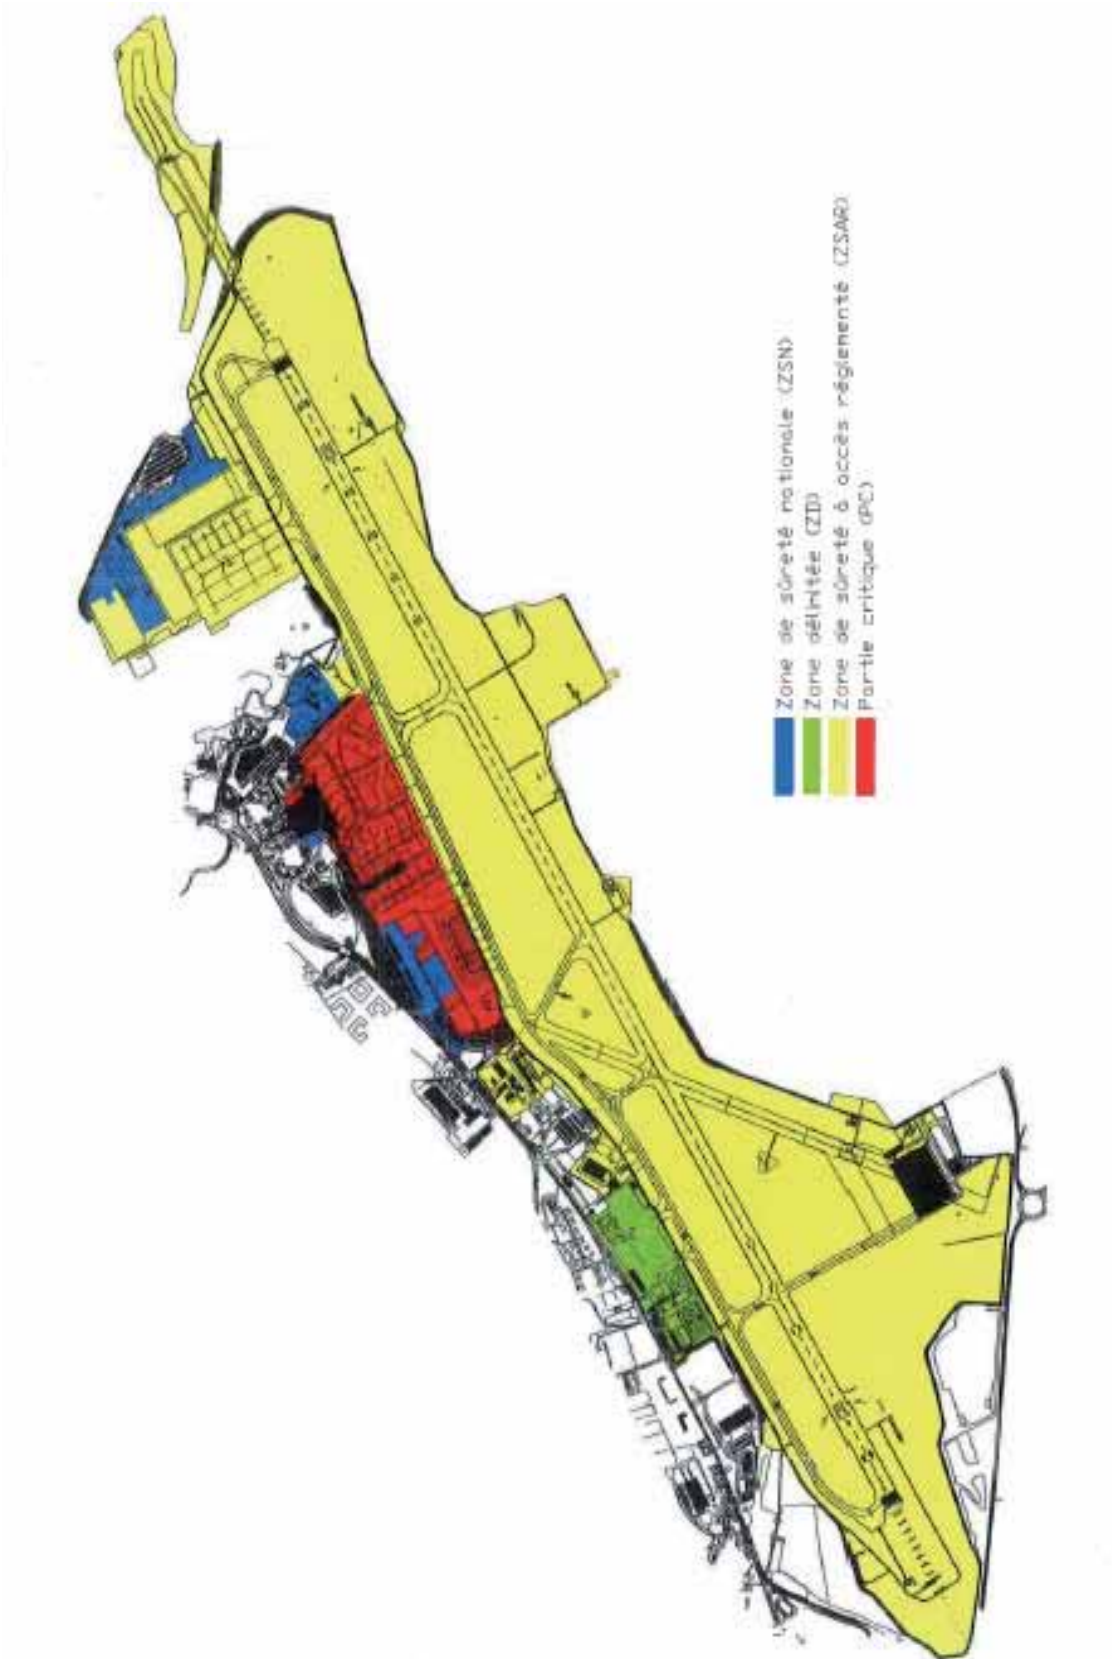 Zone de sûreté nationale (ZSN)
Zone délimitée (ZD)
Zone de sûreté à accès réglementé (ZSAR)
Partie critique (PC)